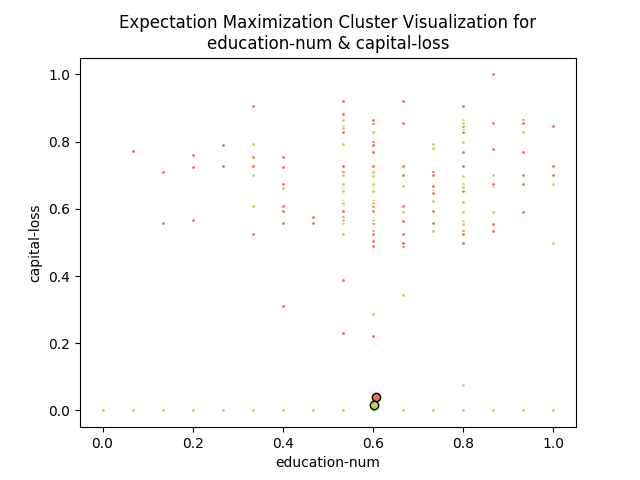 Expectation Maximization Cluster Visualization for
education-num & capital-loss
1.0
0.8
0.6
0.4
0.2
0.0
capital-loss
0.0 0.2 0.4 0.6 0.8 1.0
education-num